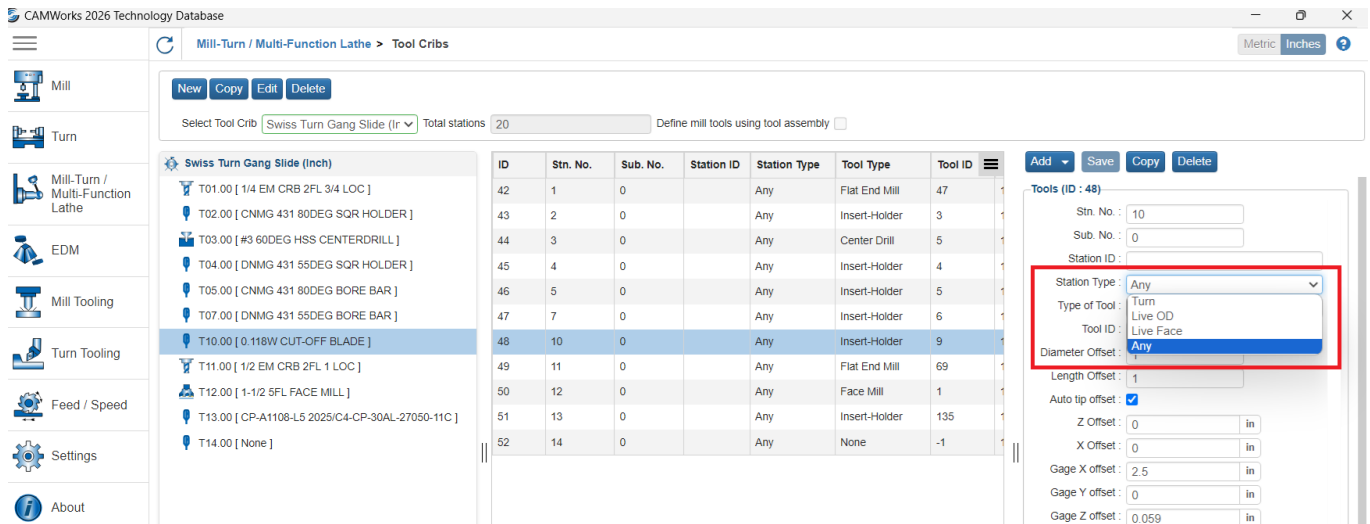 CAMWorks 2026 Technology Database
Mill-Turn / Multi-Function Lathe > Tool Cribs
Metric Inches ?
Mill
Turn
Mill-Turn /
Multi-Function
Lathe
EDM
Mill Tooling
Turn Tooling
Feed / Speed
Settings
About
New Copy Edit Delete
Select Tool Crib Swiss Turn Gang Slide (Ir Total stations 20 Define mill tools using tool assembly
Swiss Turn Gang Slide (Inch)
T01.00 [ 1/4 EM CRB 2FL 3/4 LOC ]
T02.00 [ CNMG 431 80DEG SQR HOLDER ]
T03.00 [ #3 60DEG HSS CENTERDRILL ]
T04.00 [ DNMG 431 55DEG SQR HOLDER ]
T05.00 [ CNMG 431 80DEG BORE BAR ]
T07.00 [ DNMG 431 55DEG BORE BAR ]
T10.00 [ 0.118W CUT-OFF BLADE ]
T11.00 [ 1/2 EM CRB 2FL 1 LOC ]
T12.00 [ 1-1/2 5FL FACE MILL ]
T13.00 [ CP-A1108-L5 2025/C4-CP-30AL-27050-11C ]
T14.00 [ None ]
ID Stn. No. Sub. No. Station ID Station Type Tool Type Tool ID
42 1 0 Any Flat End Mill 47
43 2 0 Any Insert-Holder 3
44 3 0 Any Center Drill 5
45 4 0 Any Insert-Holder 4
46 5 0 Any Insert-Holder 5
47 7 0 Any Insert-Holder 6
48 10 0 Any Insert-Holder 9
49 11 0 Any Flat End Mill 69
50 12 0 Any Face Mill 1
51 13 0 Any Insert-Holder 135
52 14 0 Any None -1
Add Save Copy Delete
Tools (ID : 48)
Stn. No. : 10
Sub. No. : 0
Station ID :
Station Type : Any
Type of Tool :
Tool ID :
Turn
Live OD
Live Face
Any
Diameter Offset : 1
Length Offset : 1
Auto tip offset :
Z Offset : 0 in
X Offset : 0 in
Gage X offset : 2.5 in
Gage Y offset : 0 in
Gage Z offset : 0.059 in